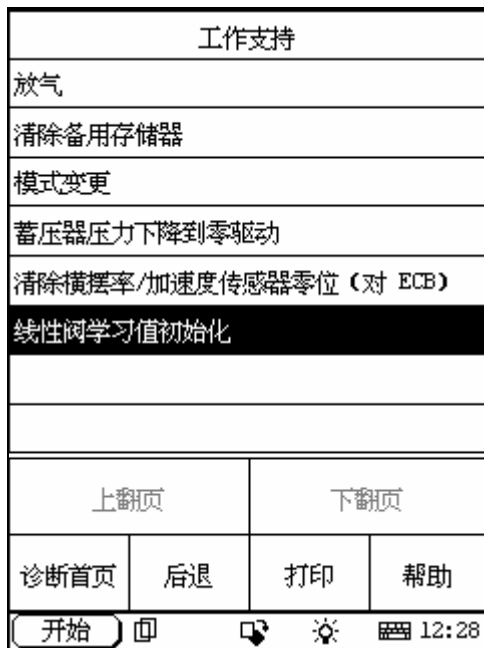 工作支持
放气
清除备用存储器
模式变更
蓄压器压力下降到零驱动
清除横摆率/加速度传感器零位(对 ECB)
线性阀学习值初始化
上翻页 下翻页
诊断首页 后退 打印 帮助
开始 12:28